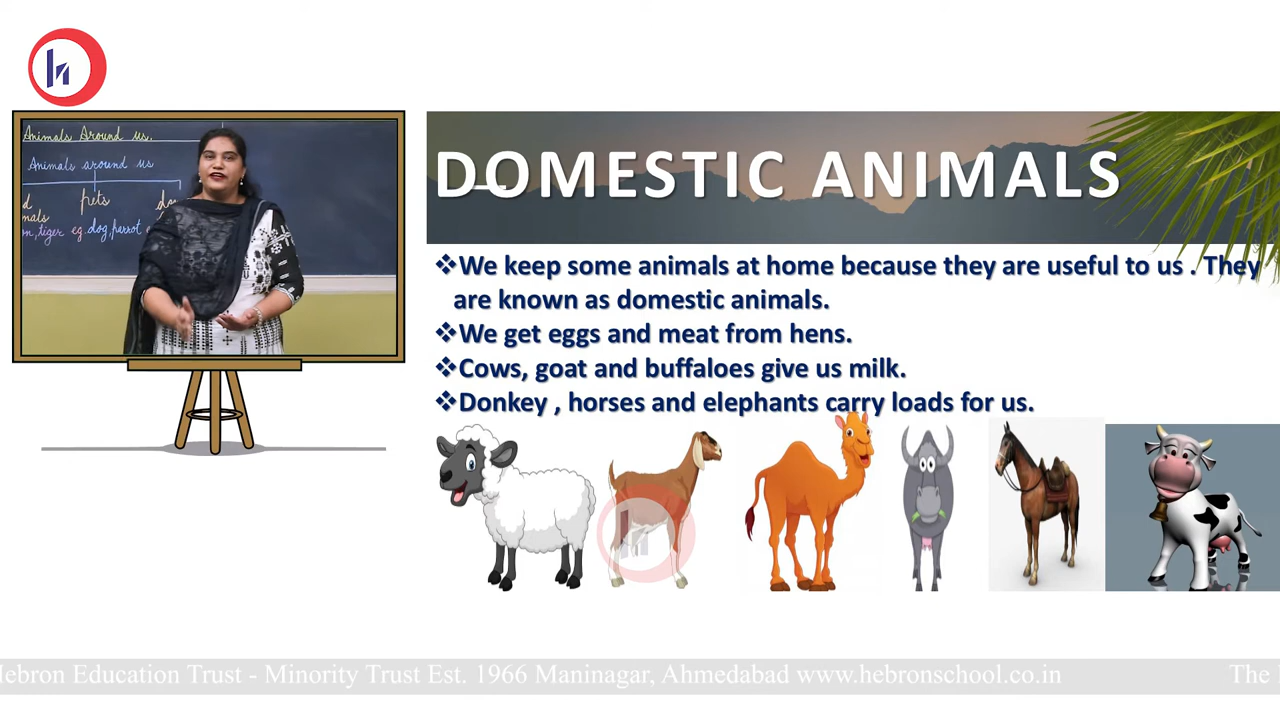 Animals Around us.
Animals around us
pets
tiger eg. dog, parrot
DOMESTIC ANIMALS
❖We keep some animals at home because they are useful to us . They
are known as domestic animals.
❖We get eggs and meat from hens.
❖Cows, goat and buffaloes give us milk.
❖Donkey , horses and elephants carry loads for us.
Hebron Education Trust - Minority Trust Est. 1966 Maninagar, Ahmedabad www.hebronschool.co.in The